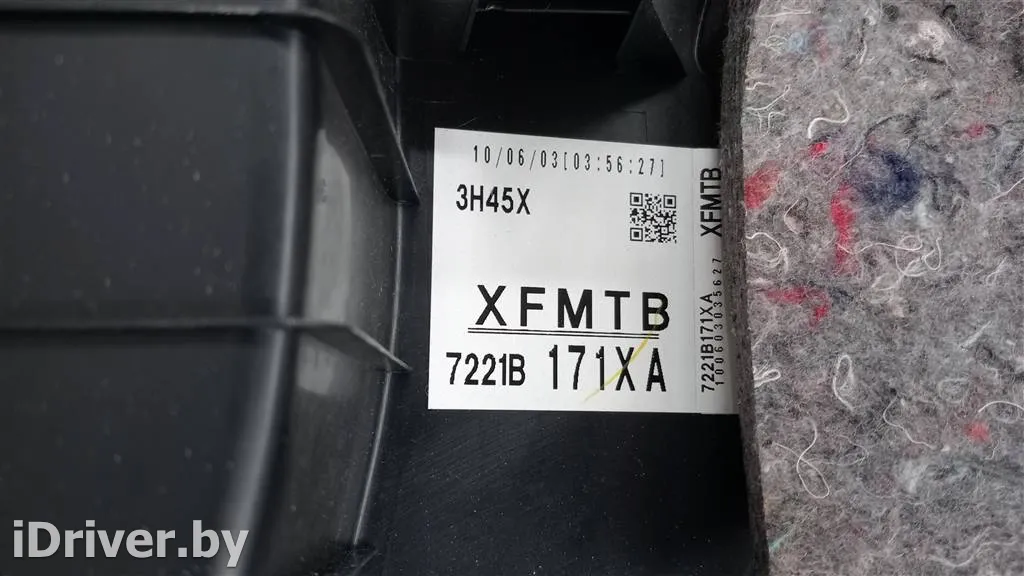 10/06/03[03:56:27]
3H45X
XFMTB
7221B 171XA
XFMTB
7221B171XA
100603035627
iDriver.by